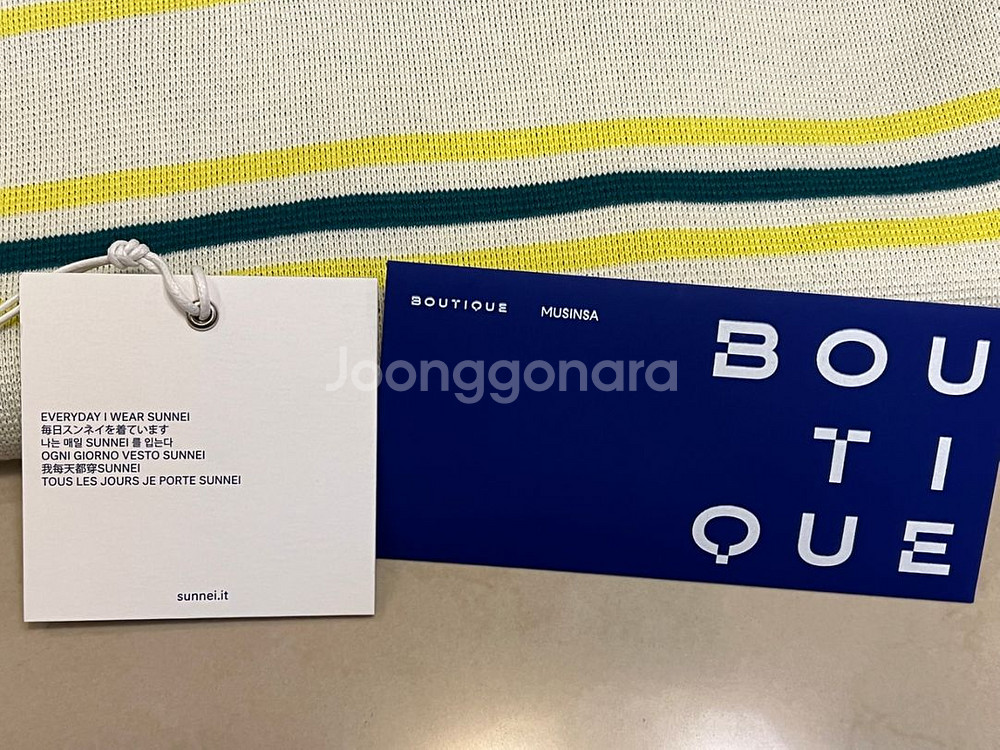 EVERYDAY I WEAR SUNNEI
毎日スンネイを着ています
나는 매일 SUNNEI 를 입는다
OGNI GIORNO VESTO SUNNEI
我每天都穿SUNNEI
TOUS LES JOURS JE PORTE SUNNEI
sunnei.it
BOUTIQUE MUSINSA
BOU
TI
QUE
Joonggonara